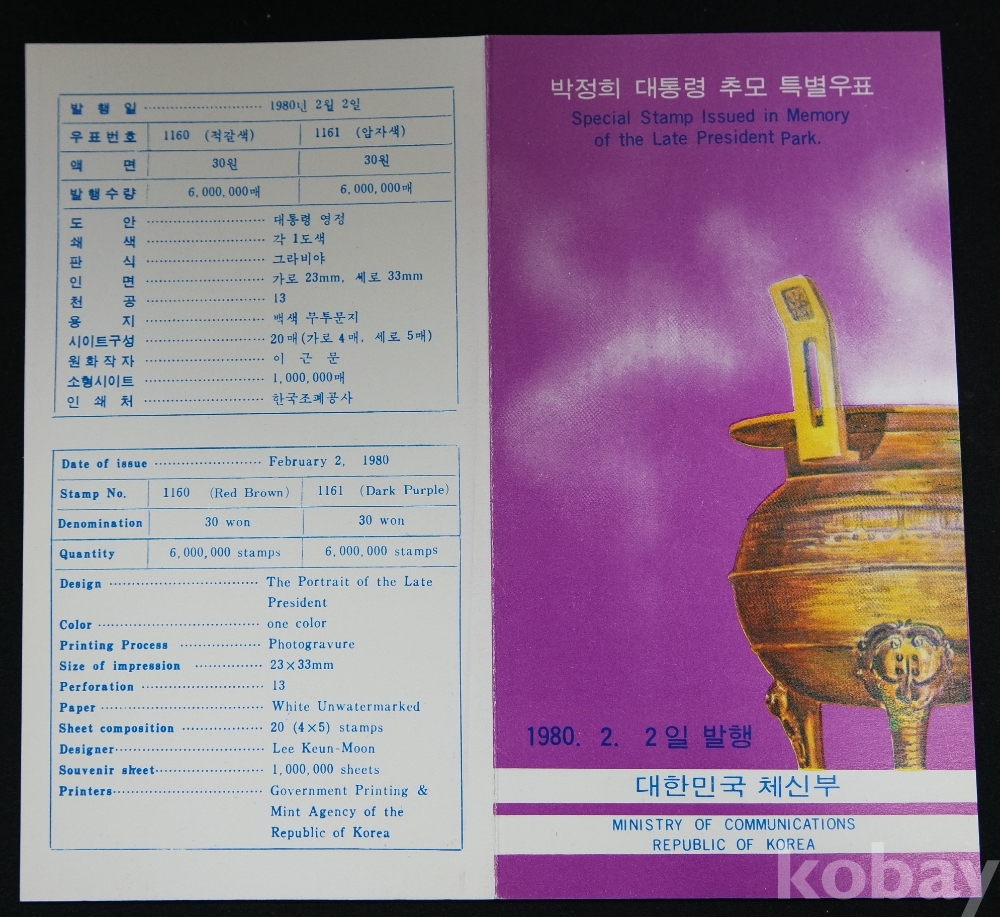 발 행 일 1980년 2월 2일
우표번호 1160 (적갈색) 1161 (암자색)
액 면 30원 30원
발행수량 6,000,000매 6,000,000매
도 안 대통령 영정
쇄 색 각 1도색
판 식 그라비아
인 면 가로 23mm, 세로 33mm
천 공 13
용 지 백색 무투문지
시이트구성 20매(가로 4매, 세로 5매)
원화작자 이 근 문
소형시이트 1,000,000매
인 쇄 처 한국조폐공사
Date of issue February 2, 1980
Stamp No. 1160 (Red Brown) 1161 (Dark Purple)
Denomination 30 won 30 won
Quantity 6,000,000 stamps 6,000,000 stamps
Design The Portrait of the Late
President
Color one color
Printing Process Photogravure
Size of impression 23×33mm
Perforation 13
Paper White Unwatermarked
Sheet composition 20 (4×5) stamps
Designer Lee Keun-Moon
Souvenir sheet 1,000,000 sheets
Printers Government Printing &
Mint Agency of the
Republic of Korea
박정희 대통령 추모 특별우표
Special Stamp Issued in Memory
of the Late President Park.
1980. 2. 2일 발행
대한민국 체신부
MINISTRY OF COMMUNICATIONS
REPUBLIC OF KOREA
kobay